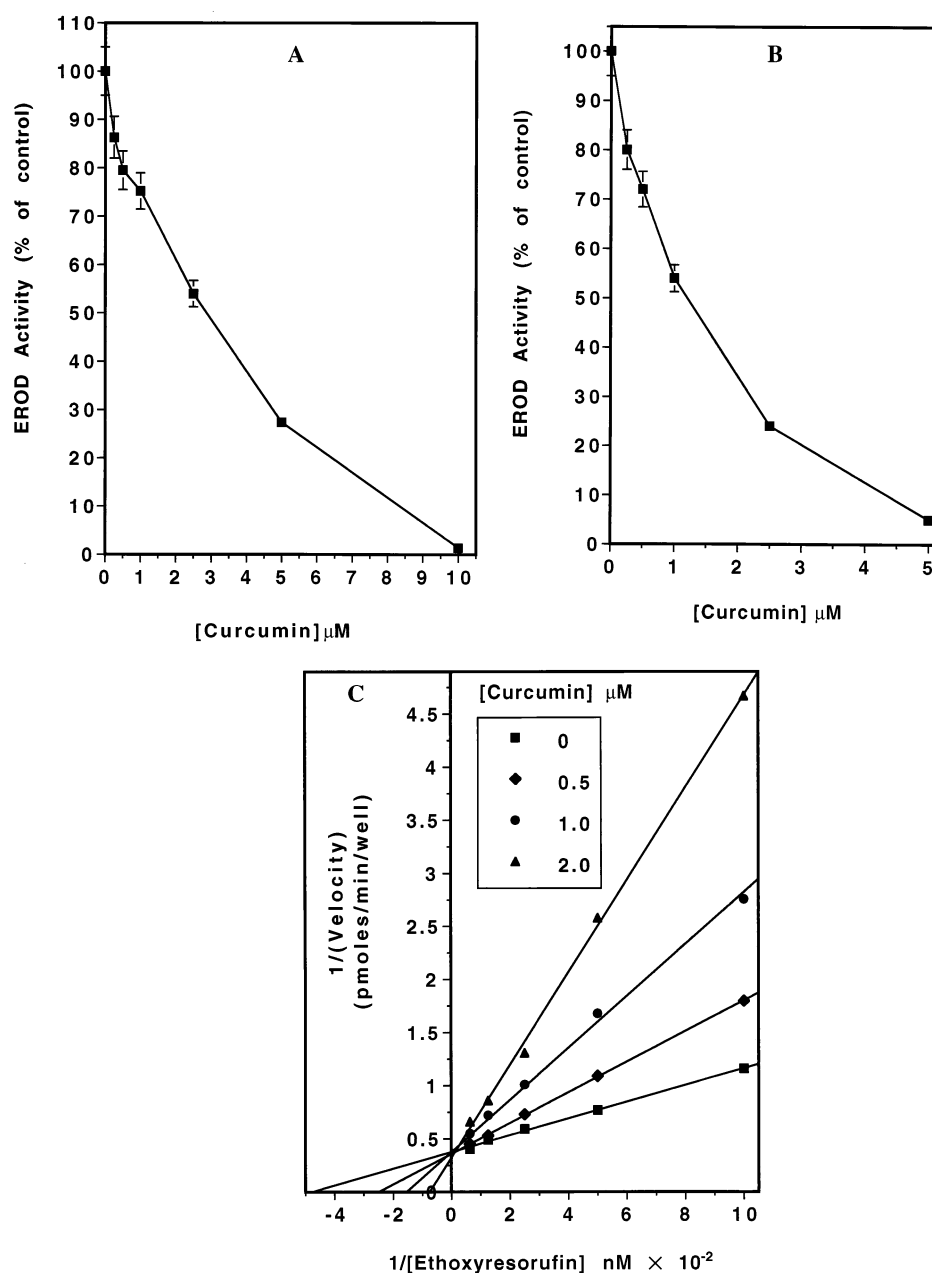 A
110
100
90
80
70
60
50
40
30
20
10
0
EROD Activity (% of control)
0 1 2 3 4 5 6 7 8 9 10
[Curcumin] μM
B
100
90
80
70
60
50
40
30
20
10
0
EROD Activity (% of control)
0 1 2 3 4 5
[Curcumin] μM
C
[Curcumin] μM
0
0.5
1.0
2.0
4.5
4
3.5
3
2.5
2
1.5
1
0.5
0
1/(Velocity)
(pmoles/min/well)
-4 -2 0 2 4 6 8 10
1/[Ethoxyresorufin] nM × 10-2